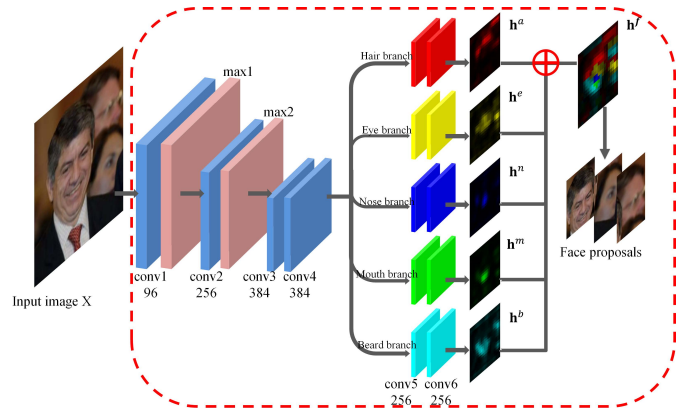 max1
max2
Hair branch
Eve branch
Nose branch
Mouth branch
Beard branch
h^a
h^e
h^n
h^m
h^b
h^f
Input image X
conv1
96
conv2
256
conv3
384
conv4
384
conv5
256
conv6
256
Face proposals